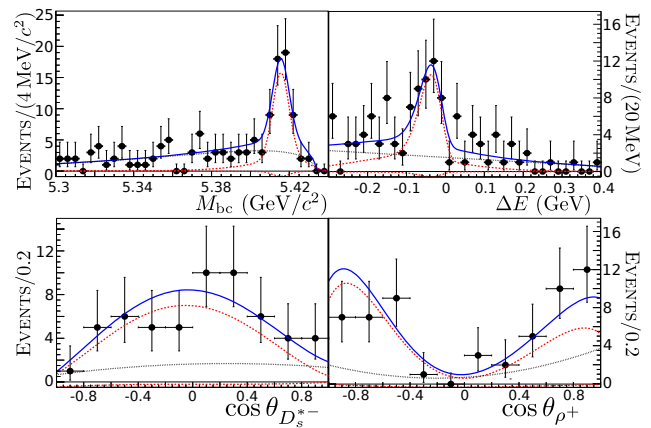 EVENTS/(4 MeV/c²)
25
20
15
10
5
0
5.3 5.34 5.38 5.42
M_bc (GeV/c²)
16
12
8
4
0
EVENTS/(20 MeV)
-0.2 -0.1 0 0.1 0.2 0.3 0.4
ΔE (GeV)
EVENTS/0.2
12
8
4
0
-0.8 -0.4 0 0.4 0.8
cos θ_{D_s^{*-}}
16
12
8
4
0
EVENTS/0.2
-0.8 -0.4 0 0.4 0.8
cos θ_{ρ^+}